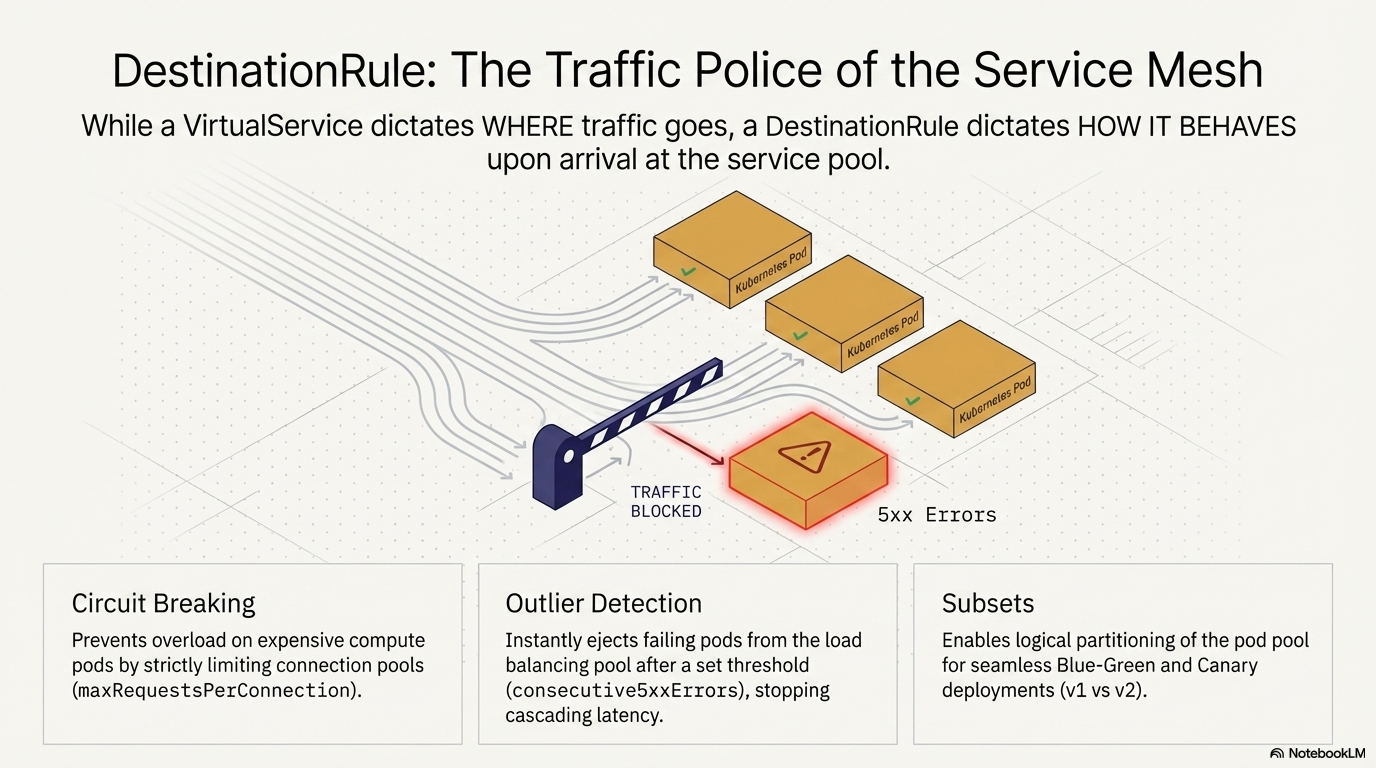 DestinationRule: The Traffic Police of the Service Mesh
While a VirtualService dictates WHERE traffic goes, a DestinationRule dictates HOW IT BEHAVES
upon arrival at the service pool.
Kubernetes Pod
Kubernetes Pod
Kubernetes Pod
TRAFFIC
BLOCKED
5xx Errors
Circuit Breaking
Prevents overload on expensive compute
pods by strictly limiting connection pools
(maxRequestsPerConnection).
Outlier Detection
Instantly ejects failing pods from the load
balancing pool after a set threshold
(consecutive5xxErrors), stopping
cascading latency.
Subsets
Enables logical partitioning of the pod pool
for seamless Blue-Green and Canary
deployments (v1 vs v2).
NotebookLM